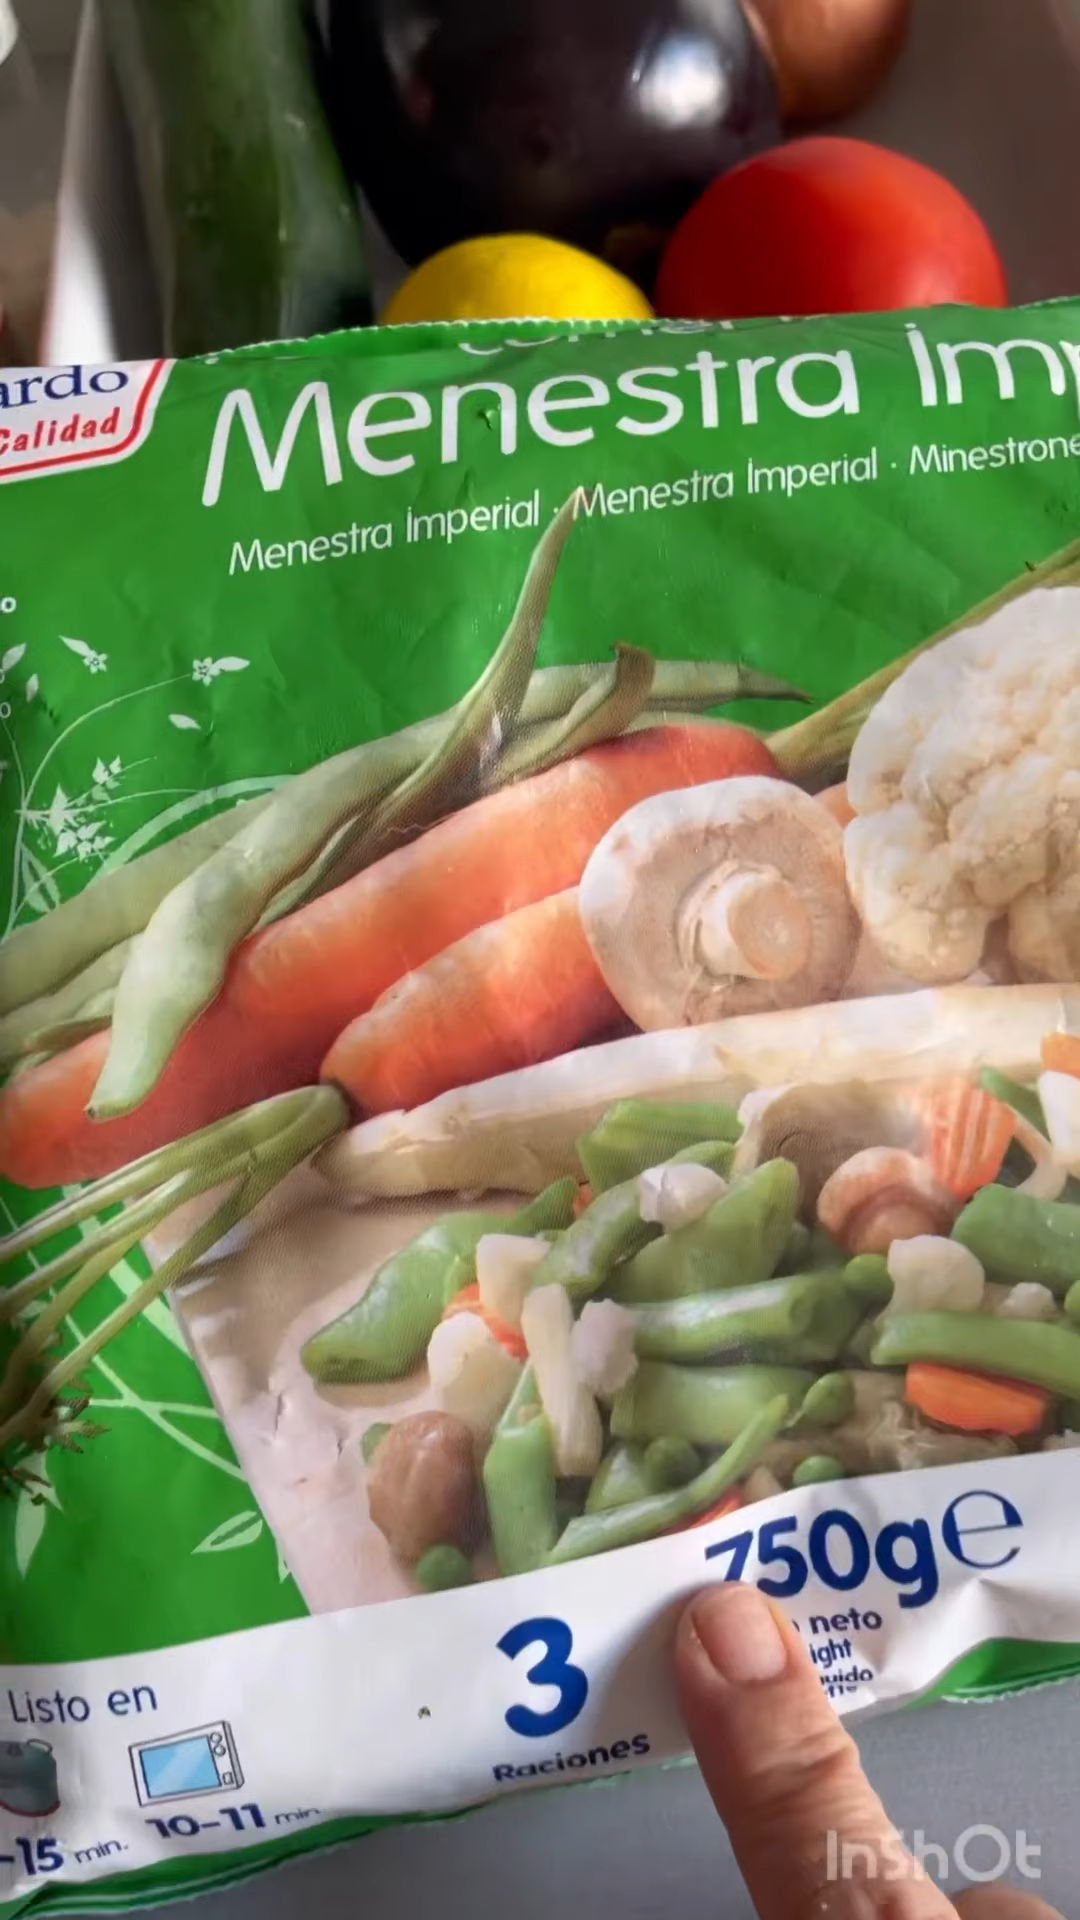 ardo
Calidad
Menestra Imp
Menestra Imperial · Menestra Imperial · Minestrone
750g℮
neto
ight
3
Raciones
Listo en
-15 min.
10-11 min.
InShOt